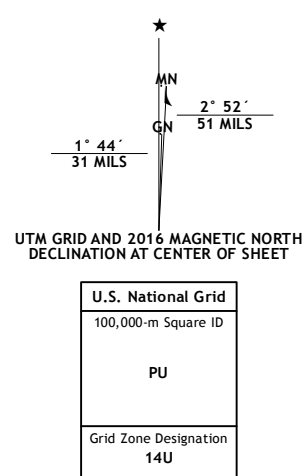 ★
MN
2° 52´
51 MILS
GN
1° 44´
31 MILS
UTM GRID AND 2016 MAGNETIC NORTH
DECLINATION AT CENTER OF SHEET
U.S. National Grid
100,000-m Square ID
PU
Grid Zone Designation
14U